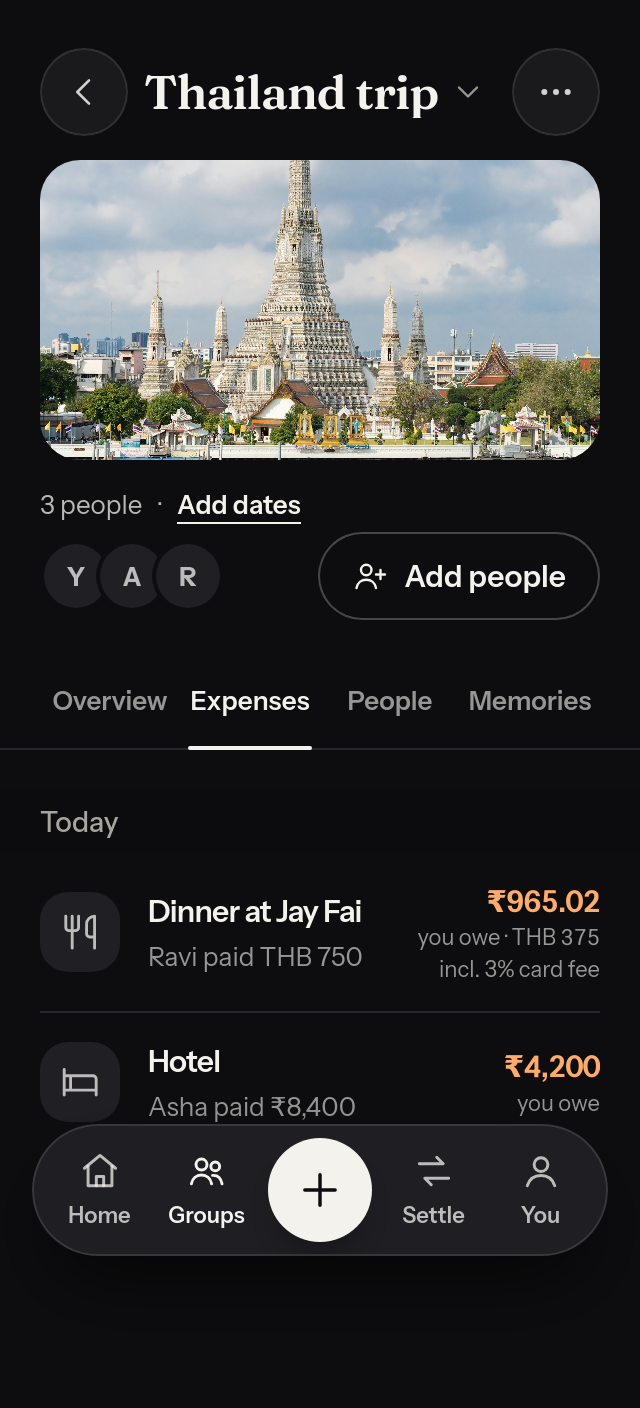 Thailand trip
3 people · Add dates
Y A R
Add people
Overview Expenses People Memories
Today
Dinner at Jay Fai
Ravi paid THB 750
₹965.02
you owe · THB 375
incl. 3% card fee
Hotel
Asha paid ₹8,400
₹4,200
you owe
Home Groups Settle You